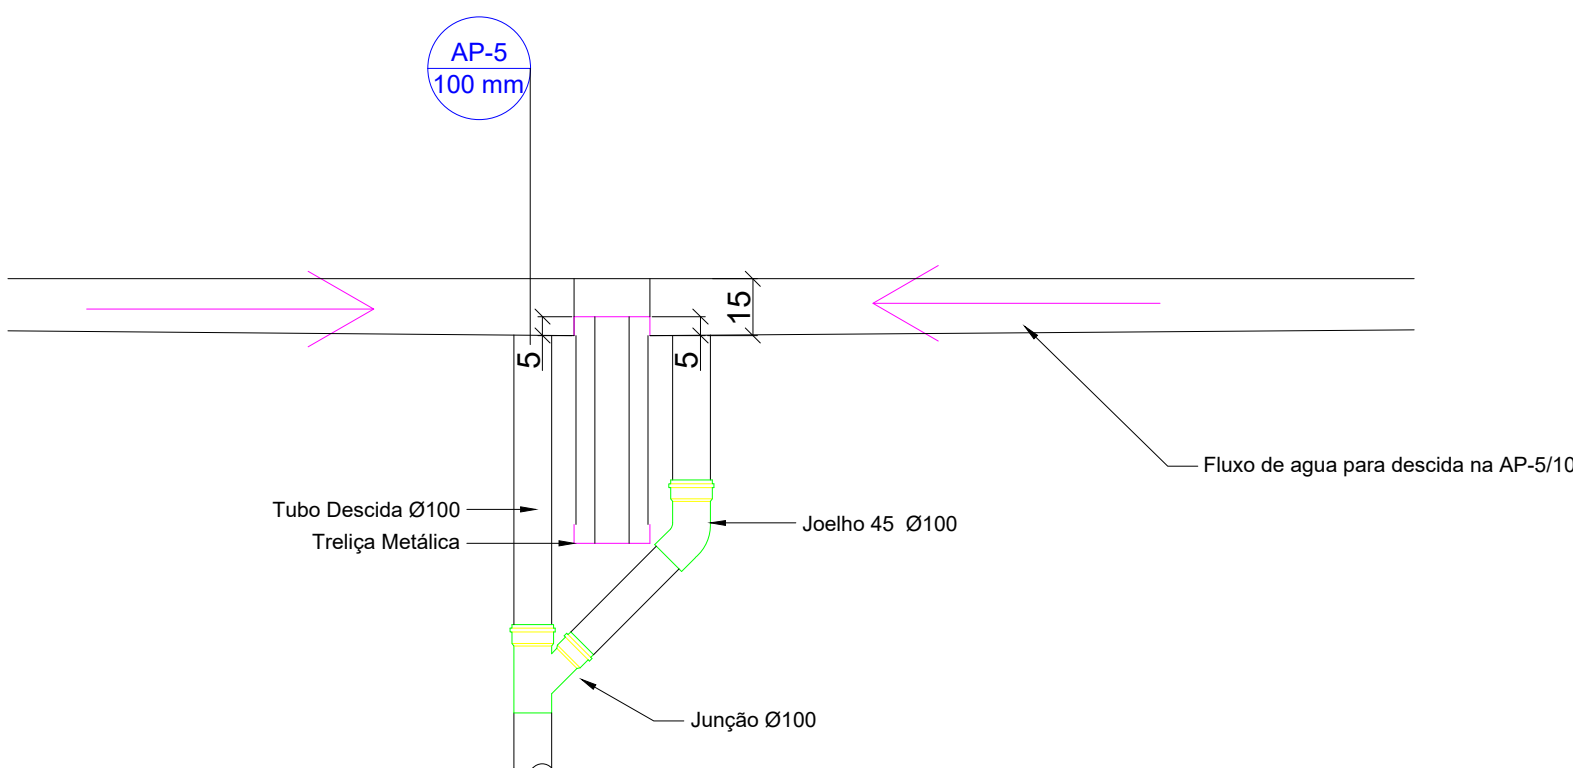 AP-5
100 mm
15
5
5
Fluxo de agua para descida na AP-5/10
Tubo Descida Ø100
Joelho 45 Ø100
Treliça Metálica
Junção Ø100